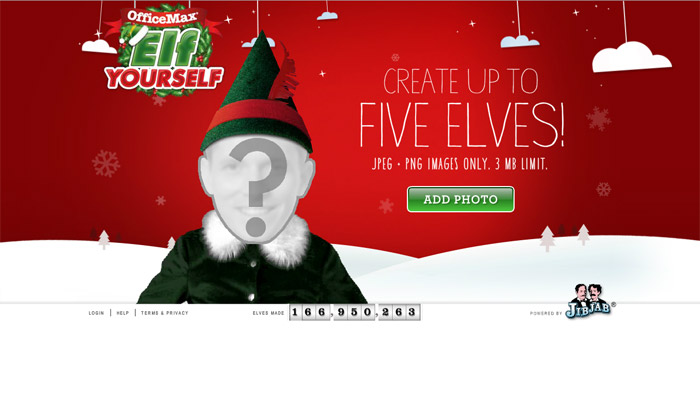 OfficeMax®
Elf
YOURSELF
CREATE UP TO
FIVE ELVES!
JPEG • PNG IMAGES ONLY. 3 MB LIMIT.
ADD PHOTO
?
LOGIN | HELP | TERMS & PRIVACY
ELVES MADE 166,950,263
POWERED BY JIBJAB®